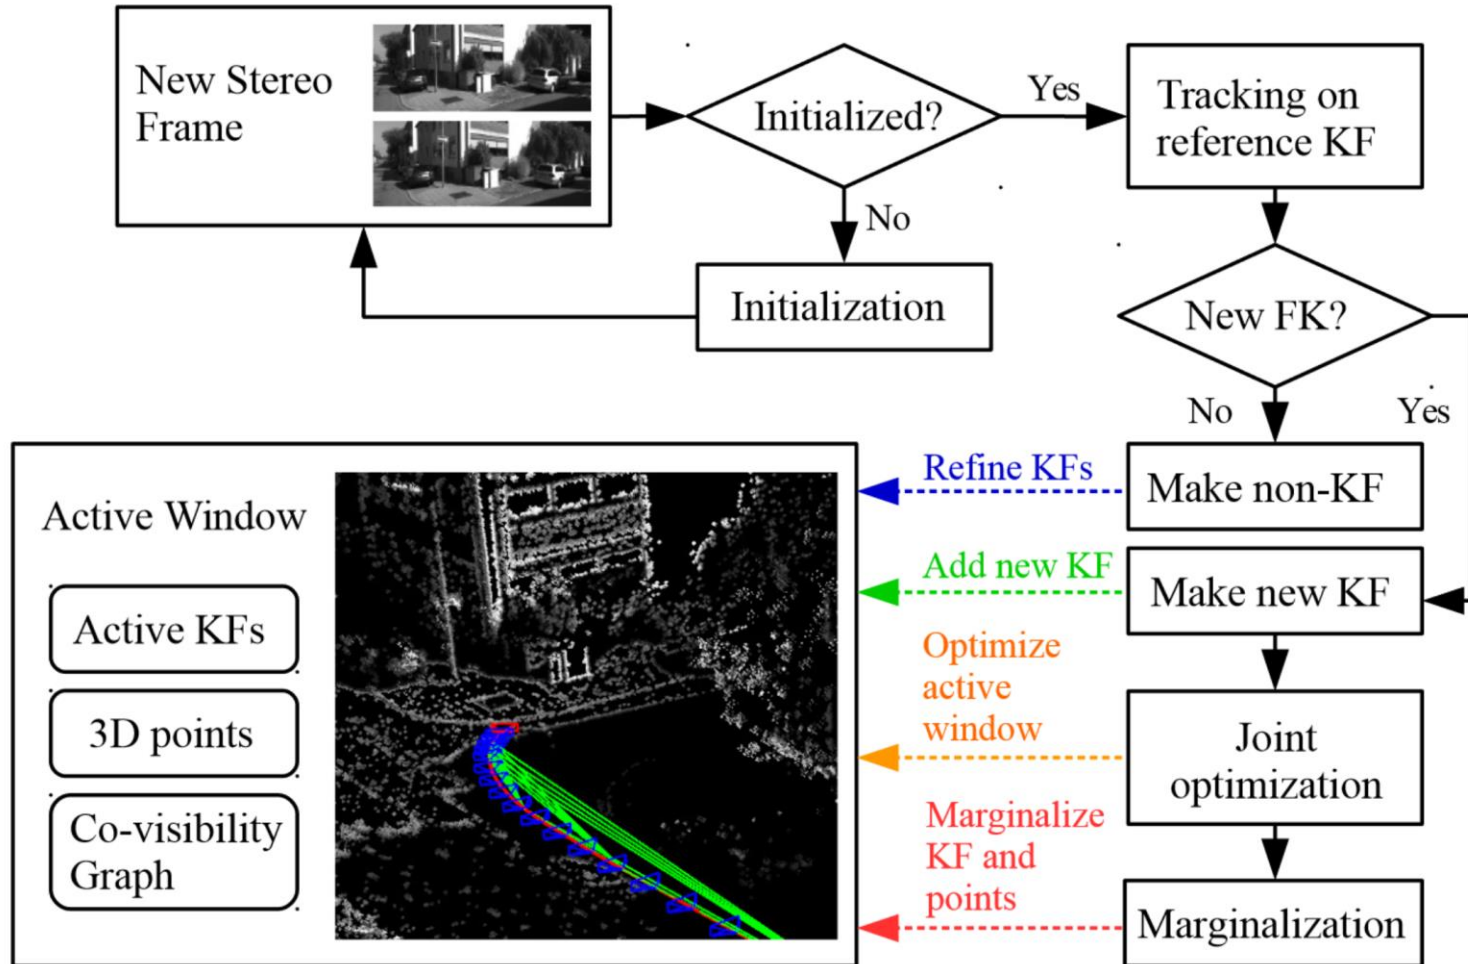 New Stereo
Frame
Initialized?
Yes
Tracking on
reference KF
No
Initialization
New FK?
No
Yes
Active Window
Active KFs
3D points
Co-visibility
Graph
Refine KFs
Make non-KF
Add new KF
Make new KF
Optimize
active
window
Joint
optimization
Marginalize
KF and
points
Marginalization